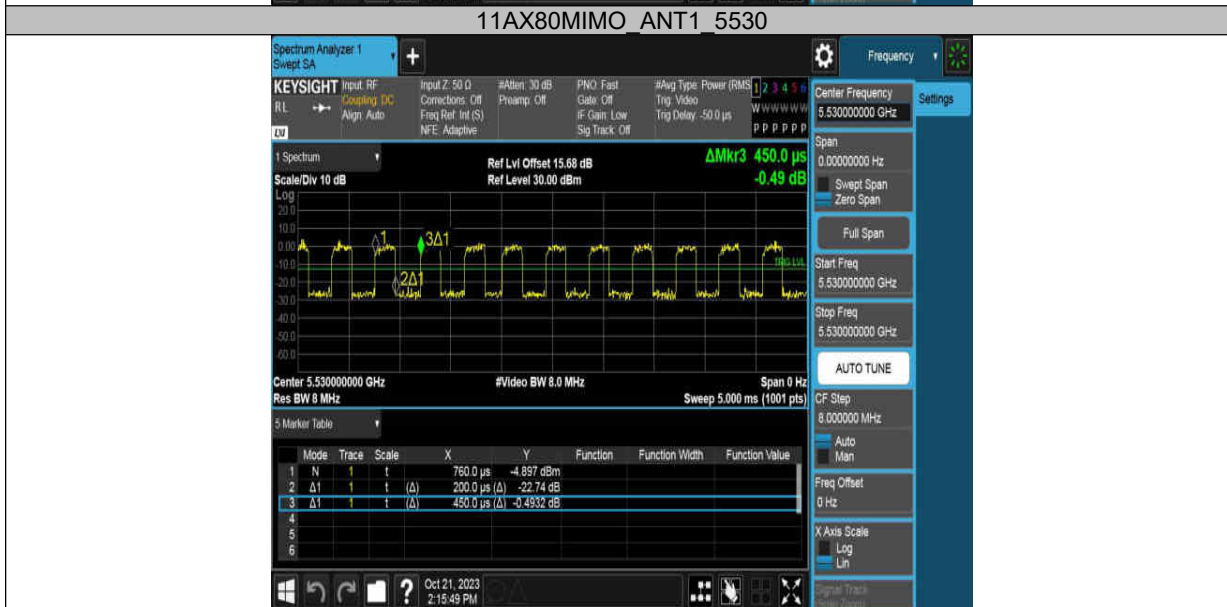 11AX80MIMO_ANT1_5530
Spectrum Analyzer 1
Swept SA
+
Frequency
KEYSIGHT
RL
LXI
Input: RF
Coupling: DC
Align: Auto
Input Z: 50 Ω
Corrections: Off
Freq Ref: Int (S)
NFE: Adaptive
#Atten: 30 dB
Preamp: Off
PNO: Fast
Gate: Off
IF Gain: Low
Sig Track: Off
#Avg Type: Power (RMS
Trig: Video
Trig Delay: -50.0 µs
1 2 3 4 5 6
W W W W W W
P P P P P P
Center Frequency
5.530000000 GHz
Settings
Span
0.00000000 Hz
Swept Span
Zero Span
Full Span
Start Freq
5.530000000 GHz
Stop Freq
5.530000000 GHz
AUTO TUNE
CF Step
8.000000 MHz
Auto
Man
Freq Offset
0 Hz
X Axis Scale
Log
Lin
Signal Track
1 Spectrum
Scale/Div 10 dB
Ref Lvl Offset 15.68 dB
Ref Level 30.00 dBm
ΔMkr3 450.0 µs
-0.49 dB
Log
20.0
10.0
0.00
-10.0
-20.0
-30.0
-40.0
-50.0
-60.0
1
3Δ1
2Δ1
TRIG LVL
Center 5.530000000 GHz
#Video BW 8.0 MHz
Span 0 Hz
Res BW 8 MHz
Sweep 5.000 ms (1001 pts)
5 Marker Table
Mode Trace Scale X Y Function Function Width Function Value
1 N 1 t 760.0 µs -4.897 dBm
2 Δ1 1 t (Δ) 200.0 µs (Δ) -22.74 dB
3 Δ1 1 t (Δ) 450.0 µs (Δ) -0.4932 dB
4
5
6
?
Oct 21, 2023
2:15:49 PM